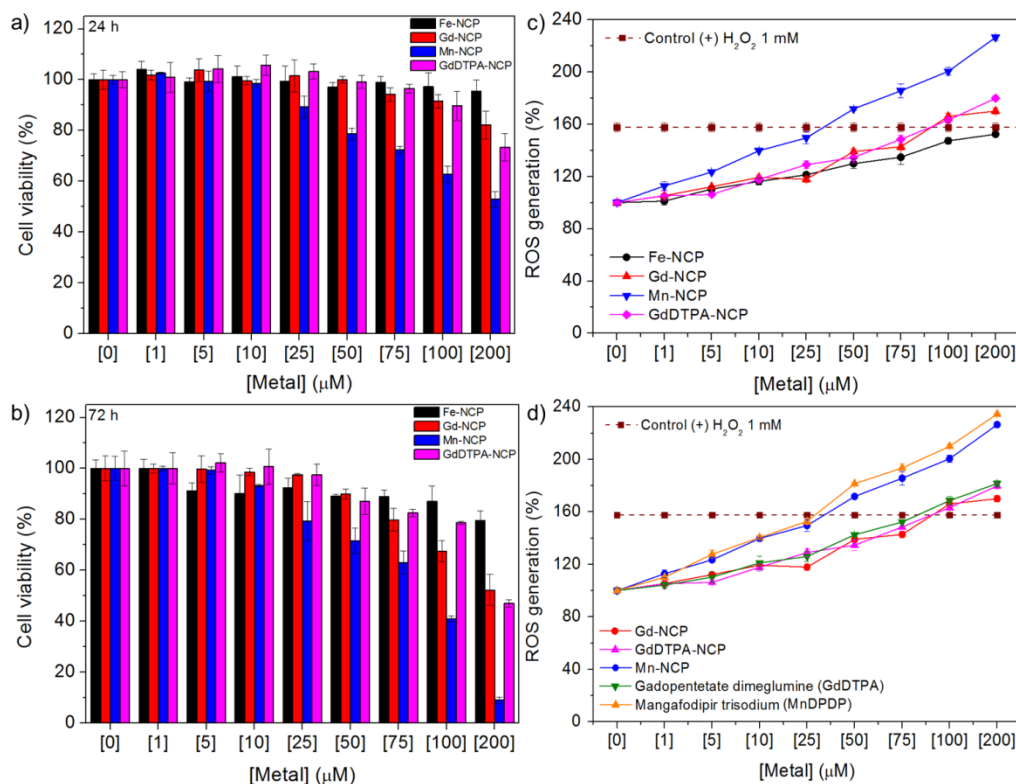 a)
24 h
Fe-NCP
Gd-NCP
Mn-NCP
GdDTPA-NCP
Cell viability (%)
120
100
80
60
40
20
0
[0] [1] [5] [10] [25] [50] [75] [100] [200]
[Metal] (μM)
c)
Control (+) H₂O₂ 1 mM
ROS generation (%)
240
220
200
180
160
140
120
100
80
60
40
20
0
Fe-NCP
Gd-NCP
Mn-NCP
GdDTPA-NCP
[0] [1] [5] [10] [25] [50] [75] [100] [200]
[Metal] (μM)
b)
72 h
Fe-NCP
Gd-NCP
Mn-NCP
GdDTPA-NCP
Cell viability (%)
120
100
80
60
40
20
0
[0] [1] [5] [10] [25] [50] [75] [100] [200]
[Metal] (μM)
d)
Control (+) H₂O₂ 1 mM
ROS generation (%)
240
200
160
120
80
40
0
Gd-NCP
GdDTPA-NCP
Mn-NCP
Gadopentetate dimeglumine (GdDTPA)
Mangafodipir trisodium (MnDPDP)
[0] [1] [5] [10] [25] [50] [75] [100] [200]
[Metal] (μM)